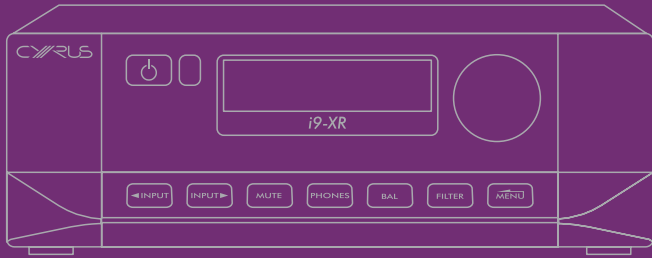 CYRUS
i9-XR
◄INPUT
INPUT►
MUTE
PHONES
BAL
FILTER
MENU